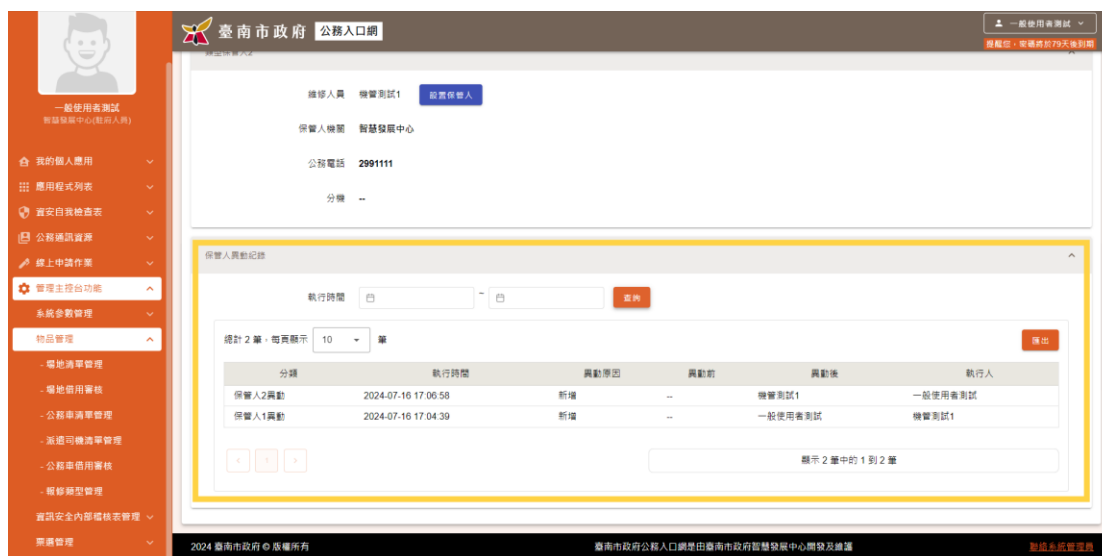 臺南市政府 公務入口網
一般使用者測試
提醒您，密碼將於79天後到期
一般使用者測試
智慧發展中心(駐府人員)
我的個人應用
應用程式列表
資安自我檢查表
公務通訊資源
線上申請作業
管理主控台功能
系統參數管理
物品管理
- 場地清單管理
- 場地借用審核
- 公務車清單管理
- 派遣司機清單管理
- 公務車借用審核
- 報修類型管理
資訊安全內部稽核表管理
票選管理
維修人員 機管測試1 設置保管人
保管人機關 智慧發展中心
公務電話 2991111
分機 --
保管人異動紀錄
執行時間 ~ 查詢
總計 2 筆，每頁顯示 10 筆 匯出
分類 執行時間 異動原因 異動前 異動後 執行人
保管人2異動 2024-07-16 17:06:58 新增 -- 機管測試1 一般使用者測試
保管人1異動 2024-07-16 17:04:39 新增 -- 一般使用者測試 機管測試1
顯示 2 筆中的 1 到 2 筆
2024 臺南市政府 © 版權所有 臺南市政府公務入口網是由臺南市政府智慧發展中心開發及維護 聯絡系統管理員